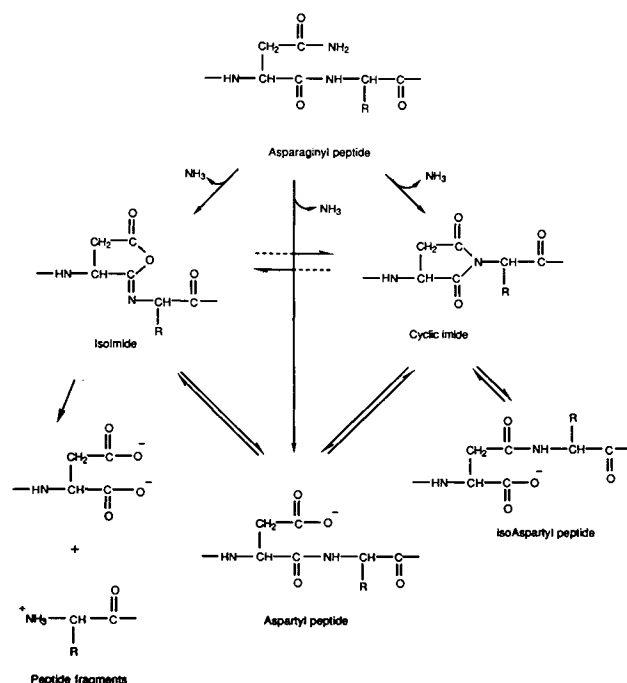 O
CH₂—C—NH₂
—HN—CH—C—NH—CH—C—
O R O
Asparaginyl peptide
NH₃ NH₃ NH₃
O
CH₂—C
O
—HN—CH—C O
N—CH—C—
R
IsoImide
O
CH₂—C O
N—CH—C—
—HN—CH—C R
O
Cyclic imide
O
CH₂—C—O⁻
—HN—CH—C—O⁻
O
+
O
⁺NH₃—CH—C—
R
Peptide fragments
O
CH₂—C—O⁻
—HN—CH—C—NH—CH—C—
O R O
Aspartyl peptide
O R
CH₂—C—NH—CH—C—
O
—HN—CH—C—O⁻
O
isoAspartyl peptide